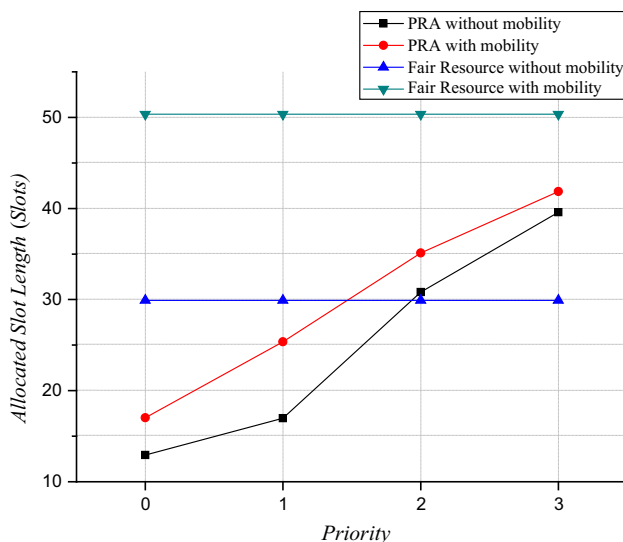 PRA without mobility
PRA with mobility
Fair Resource without mobility
Fair Resource with mobility
50
40
30
20
10
Allocated Slot Length (Slots)
0 1 2 3
Priority